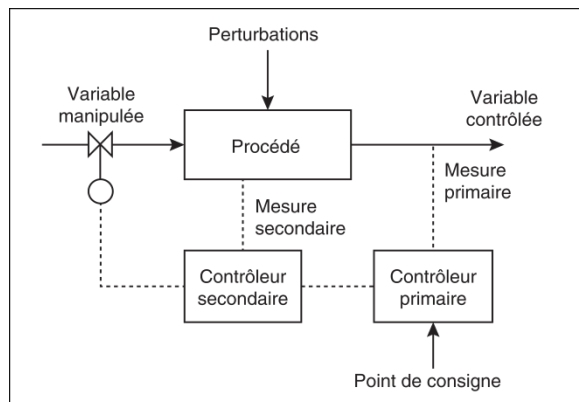 Perturbations
Variable
manipulée
Variable
contrôlée
Procédé
Mesure
primaire
Mesure
secondaire
Contrôleur
secondaire
Contrôleur
primaire
Point de consigne